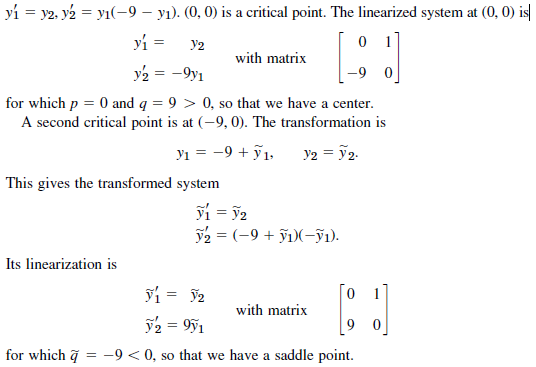 y₁′ = y₂, y₂′ = y₁(−9 − y₁). (0, 0) is a critical point. The linearized system at (0, 0) is
y₁′ = y₂
y₂′ = −9y₁
with matrix
[ 0 1
−9 0 ]
for which p = 0 and q = 9 > 0, so that we have a center.
A second critical point is at (−9, 0). The transformation is
y₁ = −9 + ỹ₁, y₂ = ỹ₂.
This gives the transformed system
ỹ₁′ = ỹ₂
ỹ₂′ = (−9 + ỹ₁)(−ỹ₁).
Its linearization is
ỹ₁′ = ỹ₂
ỹ₂′ = 9ỹ₁
with matrix
[ 0 1
9 0 ]
for which q̃ = −9 < 0, so that we have a saddle point.